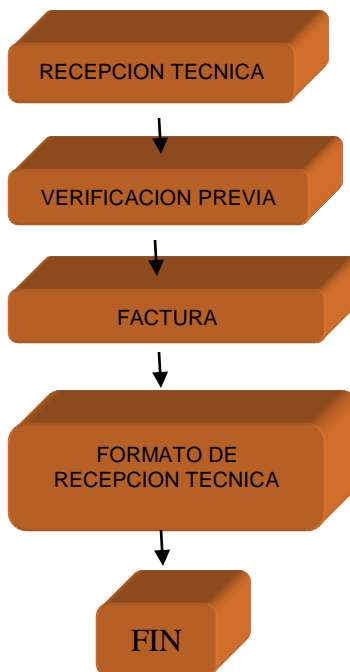 RECEPCION TECNICA
VERIFICACION PREVIA
FACTURA
FORMATO DE
RECEPCION TECNICA
FIN